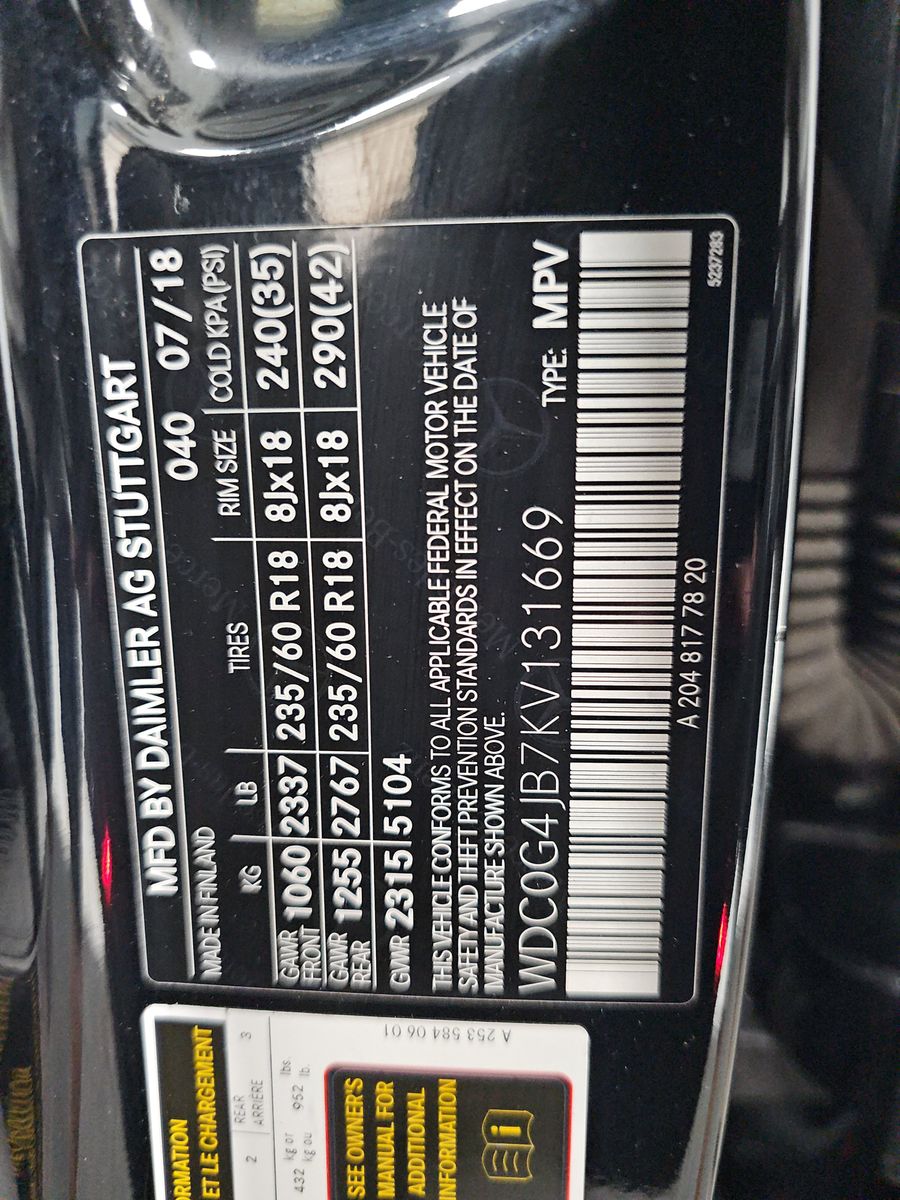 MFD BY DAIMLER AG STUTTGART
MADE IN FINLAND 040 07/18
KG LB TIRES RIM SIZE COLD KPA(PSI)
GAWR FRONT 1060 2337 235/60 R18 8Jx18 240(35)
GAWR REAR 1255 2767 235/60 R18 8Jx18 290(42)
GVWR 2315 5104
THIS VEHICLE CONFORMS TO ALL APPLICABLE FEDERAL MOTOR VEHICLE
SAFETY AND THEFT PREVENTION STANDARDS IN EFFECT ON THE DATE OF
MANUFACTURE SHOWN ABOVE.
TYPE: MPV
WDC0G4JB7KV131669
A 204 817 78 20
5237283
ORMATION
ET LE CHARGEMENT
2 REAR ARRIÈRE 3
432 kg or kg ou 952 lbs. lb.
SEE OWNER'S
MANUAL FOR
ADDITIONAL
INFORMATION
A 253 584 06 01